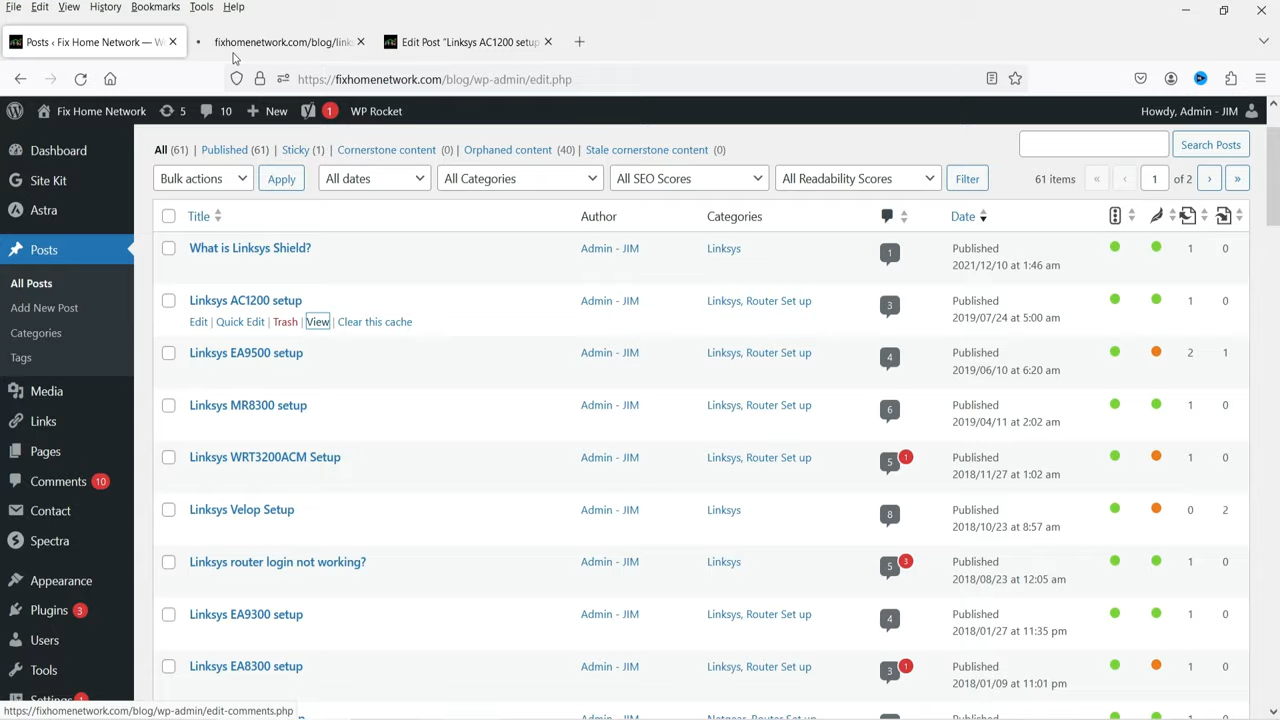 File Edit View History Bookmarks Tools Help
Posts ‹ Fix Home Network — W
fixhomenetwork.com/blog/link
Edit Post "Linksys AC1200 setup
https://fixhomenetwork.com/blog/wp-admin/edit.php
Fix Home Network 5 10 New 1 WP Rocket Howdy, Admin - JIM
Dashboard
Site Kit
Astra
Posts
All Posts
Add New Post
Categories
Tags
Media
Links
Pages
Comments 10
Contact
Spectra
Appearance
Plugins 3
Users
Tools
Settings 1
All (61) | Published (61) | Sticky (1) | Cornerstone content (0) | Orphaned content (40) | Stale cornerstone content (0)
Search Posts
Bulk actions Apply All dates All Categories All SEO Scores All Readability Scores Filter 61 items « ‹ 1 of 2 › »
Title Author Categories Date
What is Linksys Shield? Admin - JIM Linksys 1 Published 1 0
2021/12/10 at 1:46 am
Linksys AC1200 setup Admin - JIM Linksys, Router Set up 3 Published 1 0
Edit | Quick Edit | Trash | View | Clear this cache 2019/07/24 at 5:00 am
Linksys EA9500 setup Admin - JIM Linksys, Router Set up 4 Published 2 1
2019/06/10 at 6:20 am
Linksys MR8300 setup Admin - JIM Linksys, Router Set up 6 Published 1 0
2019/04/11 at 2:02 am
Linksys WRT3200ACM Setup Admin - JIM Linksys, Router Set up 5 1 Published 1 0
2018/11/27 at 1:02 am
Linksys Velop Setup Admin - JIM Linksys 8 Published 0 2
2018/10/23 at 8:57 am
Linksys router login not working? Admin - JIM Linksys 5 3 Published 1 0
2018/08/23 at 12:05 am
Linksys EA9300 setup Admin - JIM Linksys, Router Set up 4 Published 1 0
2018/01/27 at 11:35 pm
Linksys EA8300 setup Admin - JIM Linksys, Router Set up 3 1 Published 1 0
2018/01/09 at 11:01 pm
https://fixhomenetwork.com/blog/wp-admin/edit-comments.php